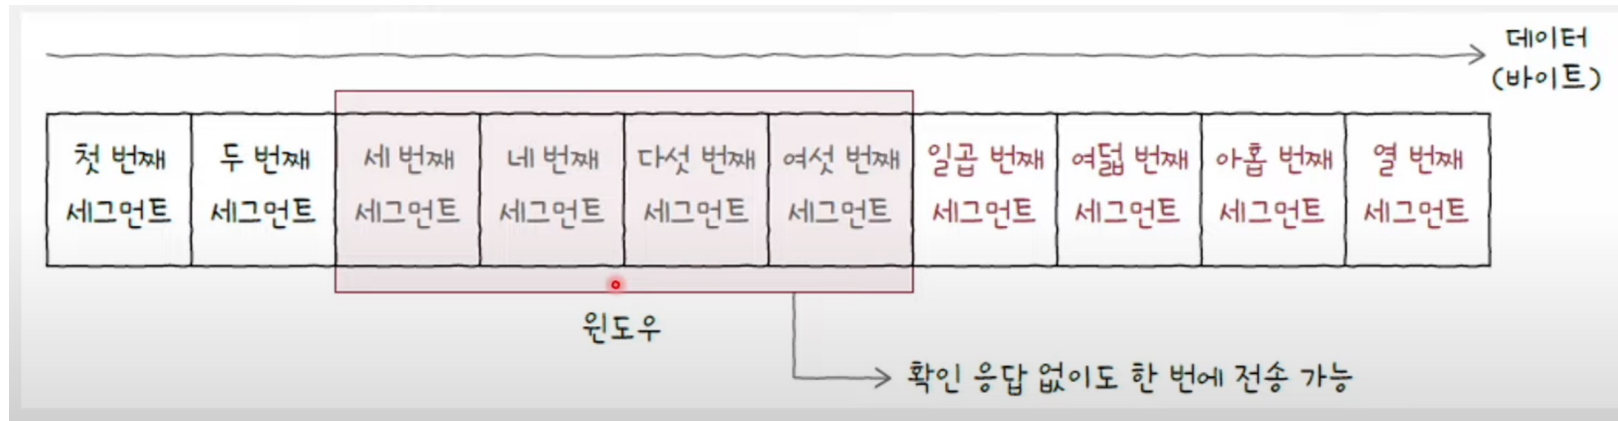 데이터
(바이트)
첫 번째 두 번째 세 번째 네 번째 다섯 번째 여섯 번째 일곱 번째 여덟 번째 아홉 번째 열 번째
세그먼트 세그먼트 세그먼트 세그먼트 세그먼트 세그먼트 세그먼트 세그먼트 세그먼트 세그먼트
윈도우
확인 응답 없이도 한 번에 전송 가능